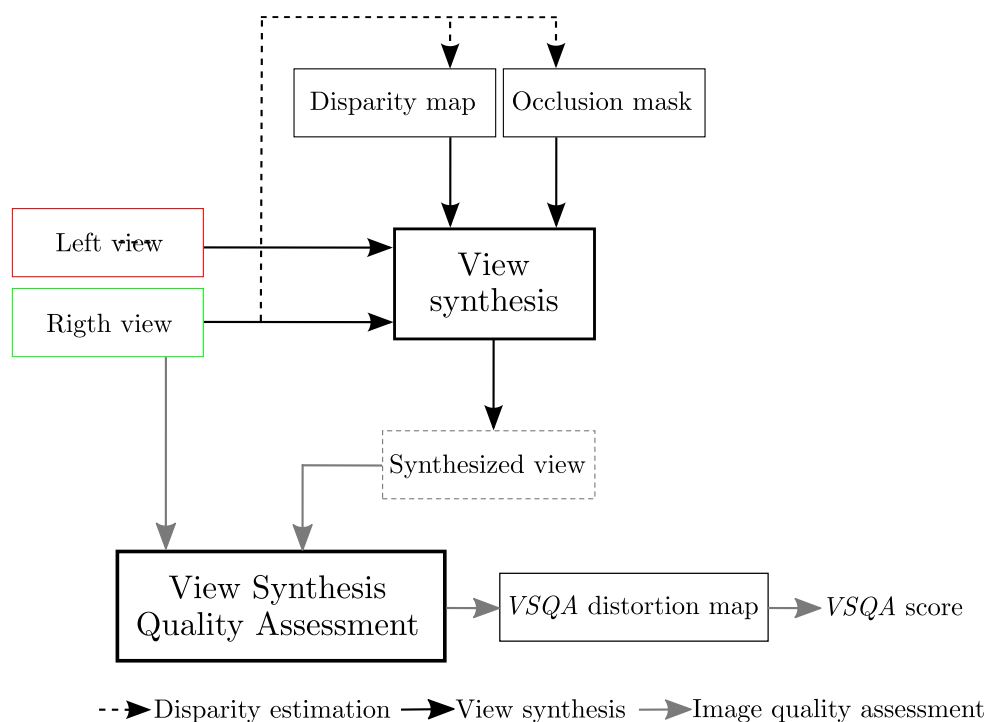 Disparity map
Occlusion mask
Left view
Rigth view
View
synthesis
Synthesized view
View Synthesis
Quality Assessment
VSQA distortion map
VSQA score
Disparity estimation
View synthesis
Image quality assessment